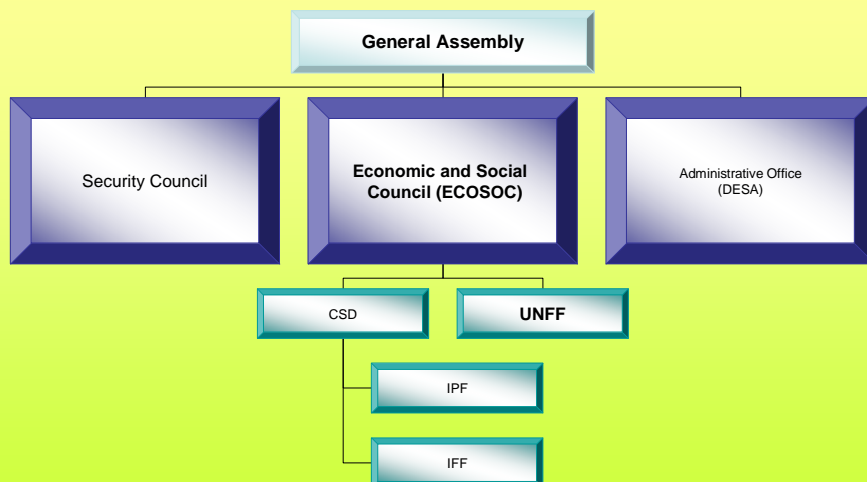 General Assembly
Security Council
Economic and Social
Council (ECOSOC)
Administrative Office
(DESA)
CSD
UNFF
IPF
IFF